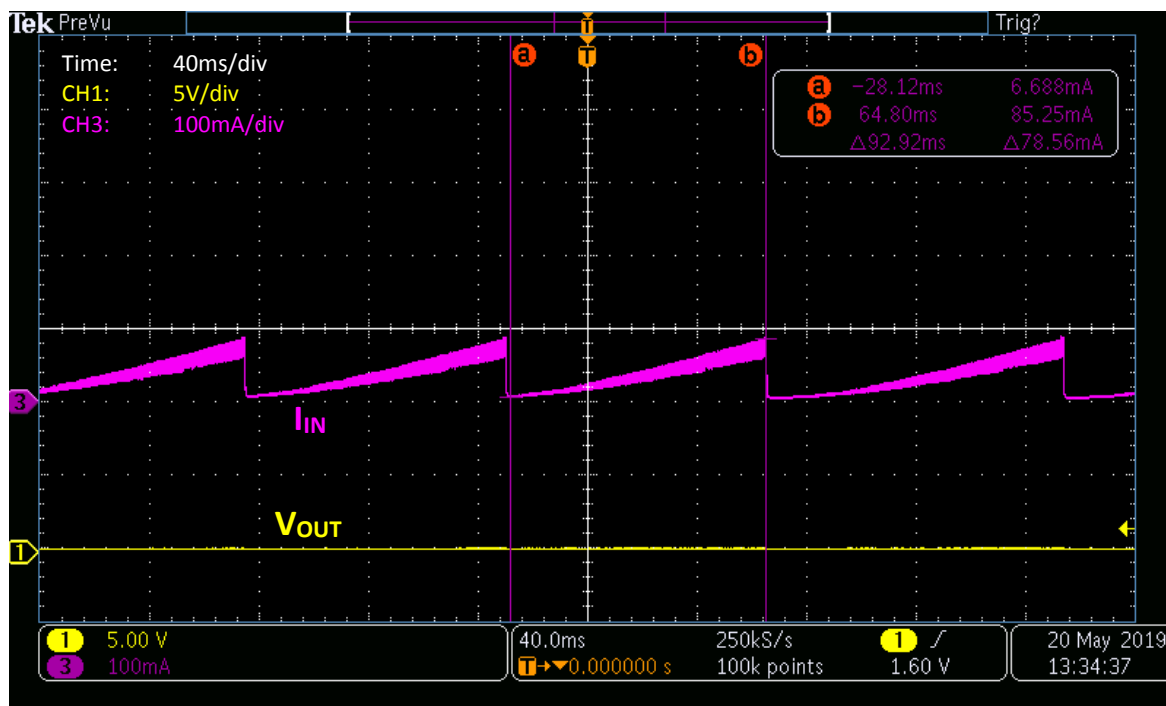 Tek PreVu
Trig?
T
a
T
b
Time: 40ms/div
CH1: 5V/div
CH3: 100mA/div
a −28.12ms 6.688mA
b 64.80ms 85.25mA
△92.92ms △78.56mA
3
IIN
VOUT
1
1 5.00 V
3 100mA
40.0ms 250kS/s 1 /
T→▼0.000000 s 100k points 1.60 V
20 May 2019
13:34:37